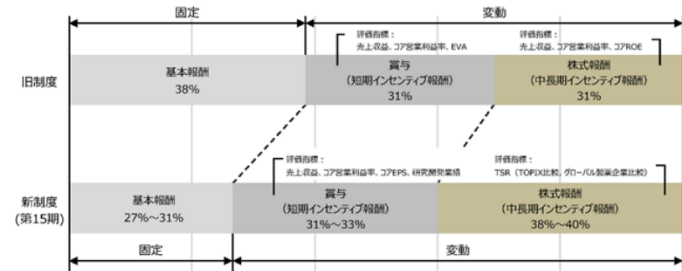 固定
変動
評価指標：
売上収益、コア営業利益率、EVA
評価指標：
売上収益、コア営業利益率、コアROE
旧制度
基本報酬
38%
賞与
（短期インセンティブ報酬）
31%
株式報酬
（中長期インセンティブ報酬）
31%
評価指標：
売上収益、コア営業利益率、コアEPS、研究開発業績
評価指標：
TSR（TOPIX比較、グローバル製薬企業比較）
新制度
(第15期)
基本報酬
27%～31%
賞与
（短期インセンティブ報酬）
31%～33%
株式報酬
（中長期インセンティブ報酬）
38%～40%
固定
変動